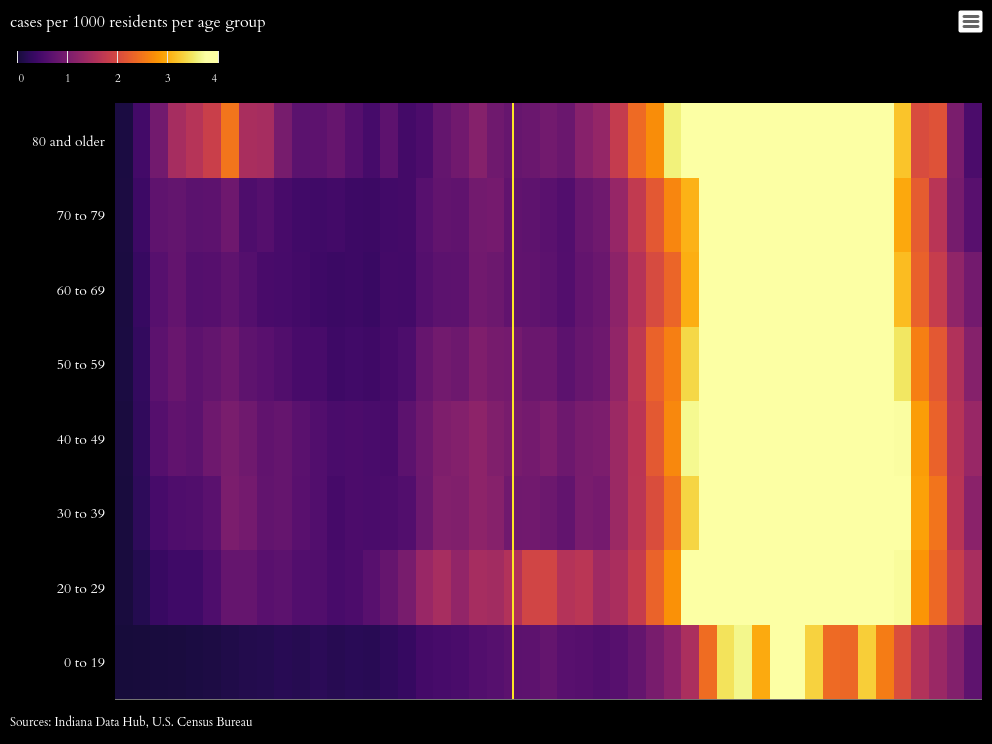 cases per 1000 residents per age group
0 1 2 3 4
80 and older
70 to 79
60 to 69
50 to 59
40 to 49
30 to 39
20 to 29
0 to 19
Sources: Indiana Data Hub, U.S. Census Bureau